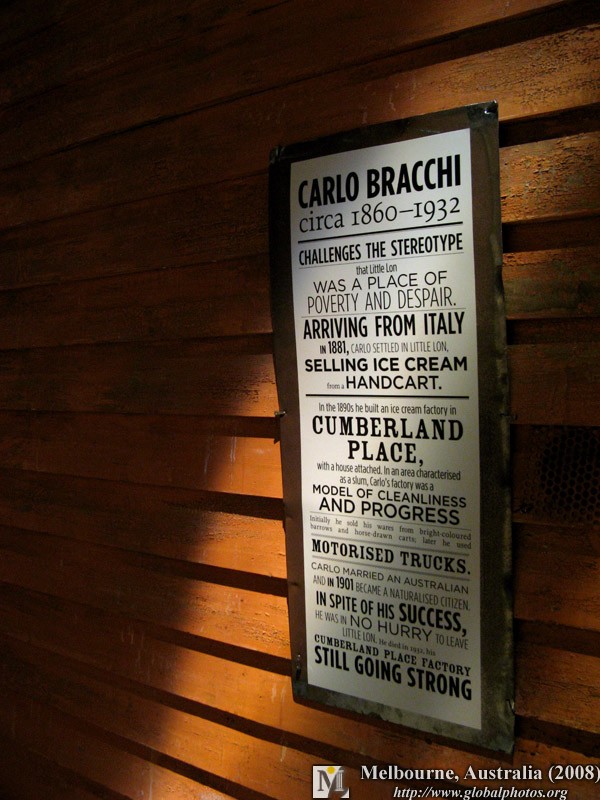 CARLO BRACCHI
circa 1860–1932
CHALLENGES THE STEREOTYPE
that Little Lon
WAS A PLACE OF
POVERTY AND DESPAIR.
ARRIVING FROM ITALY
IN 1881, CARLO SETTLED IN LITTLE LON,
SELLING ICE CREAM
from a HANDCART.
In the 1890s he built an ice cream factory in
CUMBERLAND
PLACE,
with a house attached. In an area characterised
as a slum, Carlo's factory was a
MODEL OF CLEANLINESS
AND PROGRESS
Initially he sold his wares from bright-coloured
barrows and horse-drawn carts; later he used
MOTORISED TRUCKS.
CARLO MARRIED AN AUSTRALIAN
AND IN 1901 BECAME A NATURALISED CITIZEN.
IN SPITE OF HIS SUCCESS,
HE WAS IN NO HURRY TO LEAVE
LITTLE LON. He died in 1932, his
CUMBERLAND PLACE FACTORY
STILL GOING STRONG
Melbourne, Australia (2008)
http://www.globalphotos.org